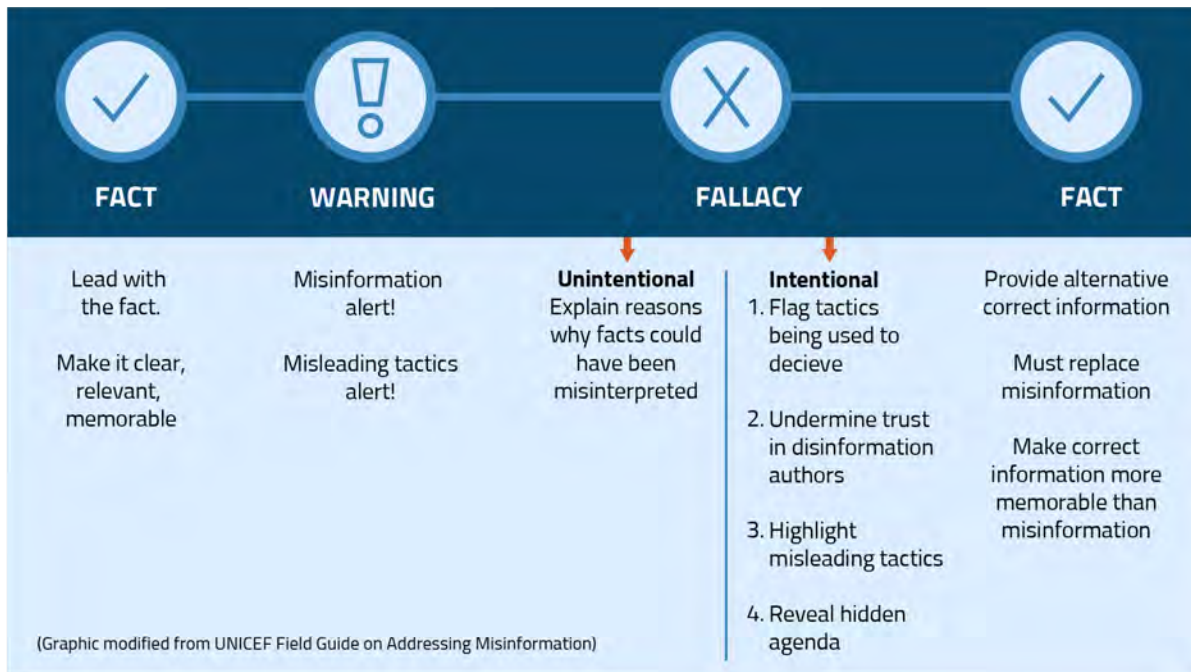 FACT
WARNING
FALLACY
FACT
Lead with
the fact.
Make it clear,
relevant,
memorable
Misinformation
alert!
Misleading tactics
alert!
Unintentional
Explain reasons
why facts could
have been
misinterpreted
Intentional
1. Flag tactics
being used to
decieve
2. Undermine trust
in disinformation
authors
3. Highlight
misleading tactics
4. Reveal hidden
agenda
Provide alternative
correct information
Must replace
misinformation
Make correct
information more
memorable than
misinformation
(Graphic modified from UNICEF Field Guide on Addressing Misinformation)